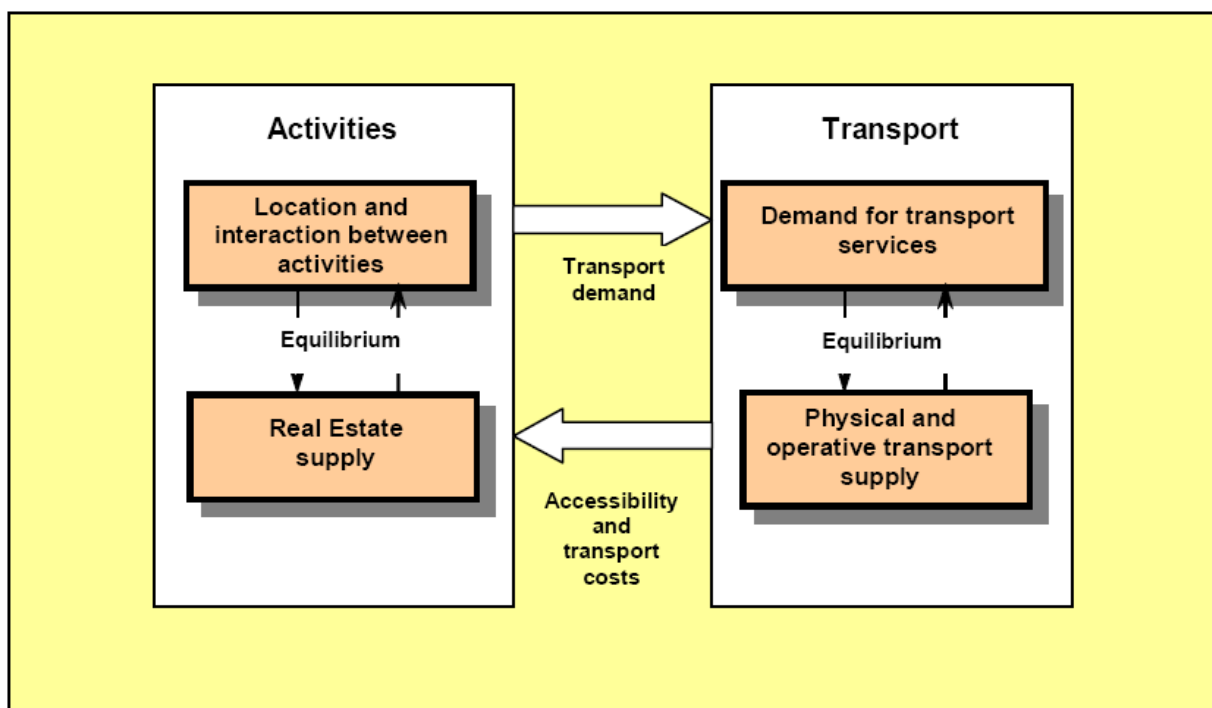 Activities
Location and
interaction between
activities
Equilibrium
Real Estate
supply
Transport
demand
Accessibility
and
transport
costs
Transport
Demand for transport
services
Equilibrium
Physical and
operative transport
supply